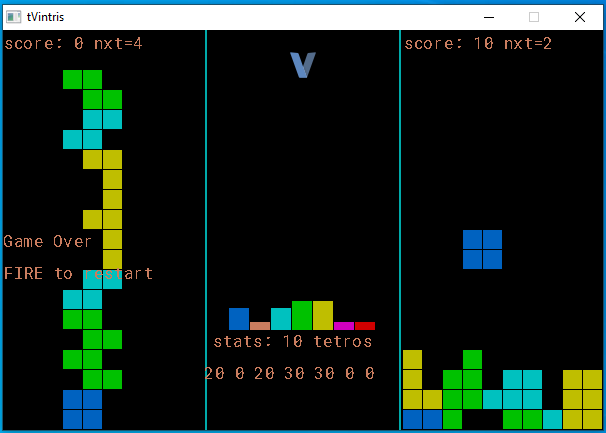 tVintris
score: 0 nxt=4
score: 10 nxt=2
Game Over
FIRE to restart
stats: 10 tetros
20 0 20 30 30 0 0